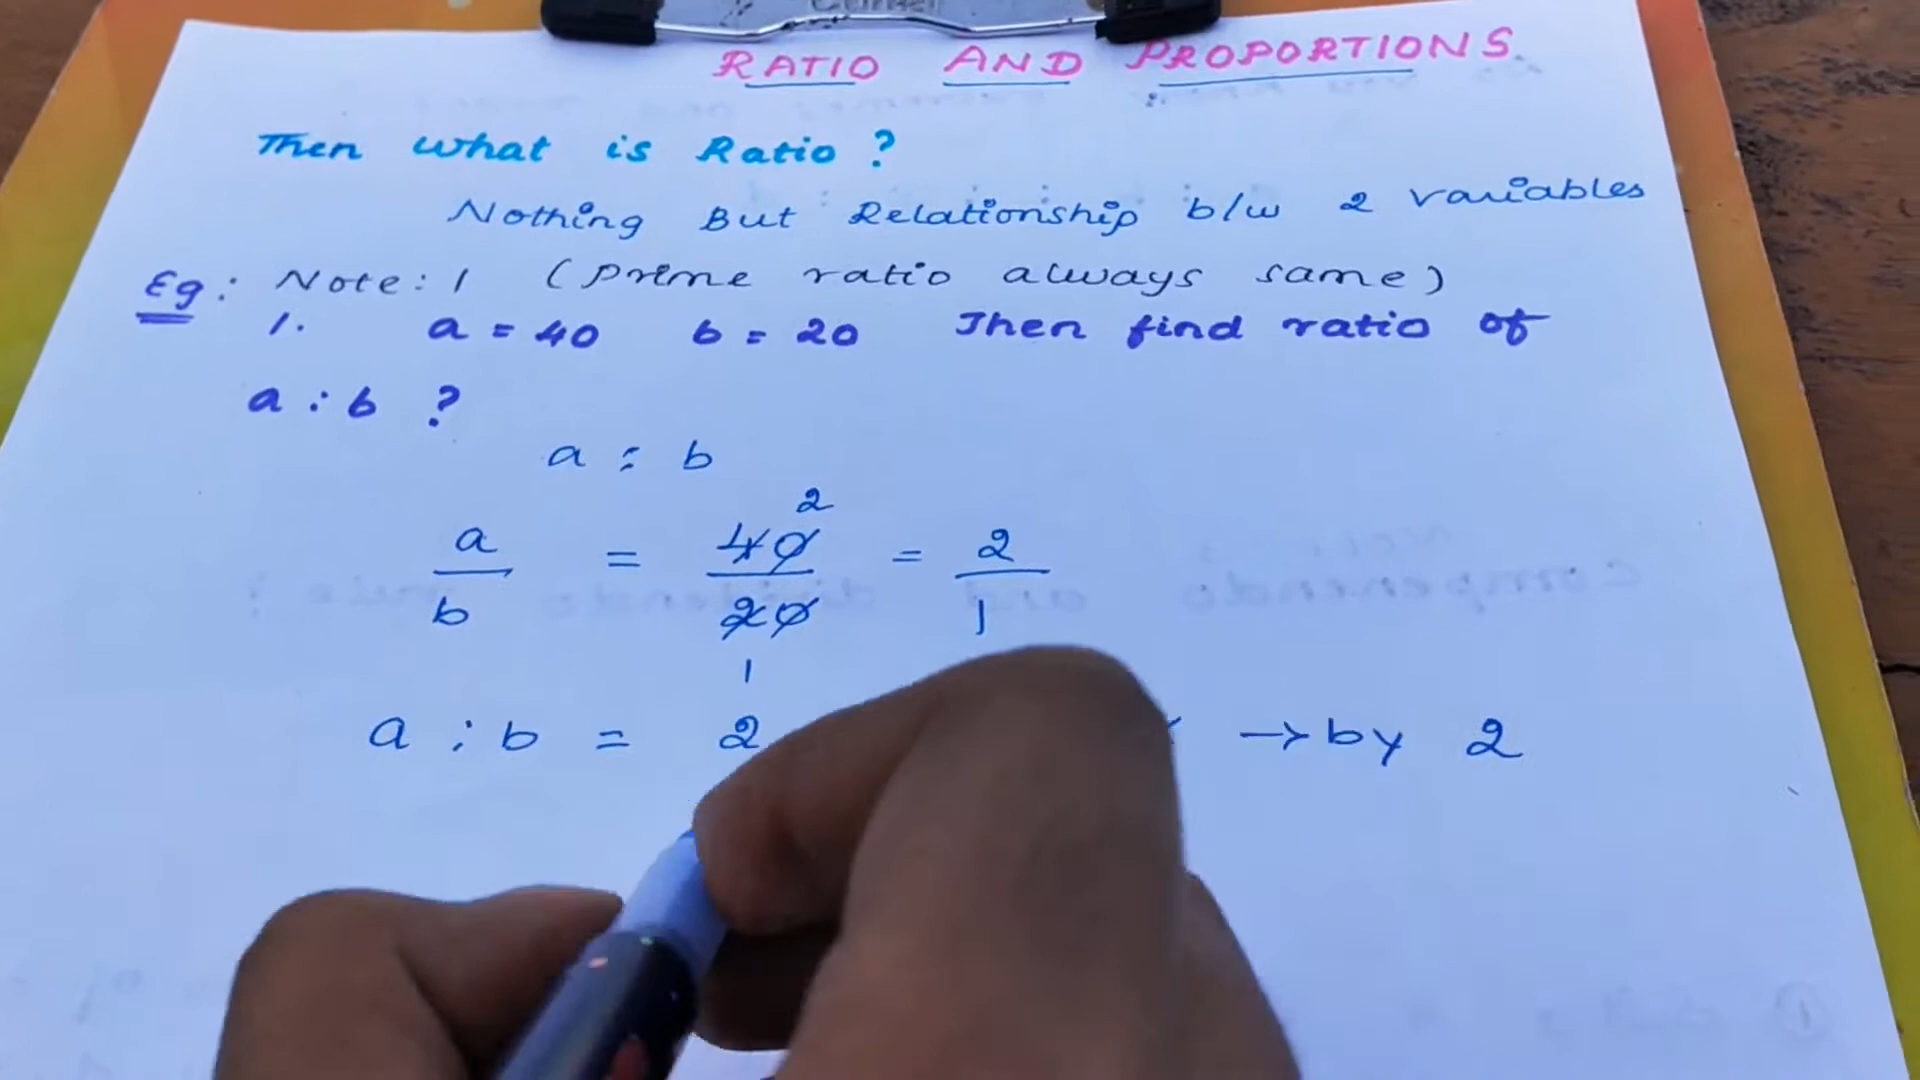 RATIO AND PROPORTIONS
Then What is Ratio ?
Nothing But Relationship b/w 2 variables
Eg: Note: 1 (Prime ratio always same)
1. a = 40 b = 20 Then find ratio of
a : b ?
a : b
2
a/b = 40/20 = 2/1
1
a : b = 2 → by 2